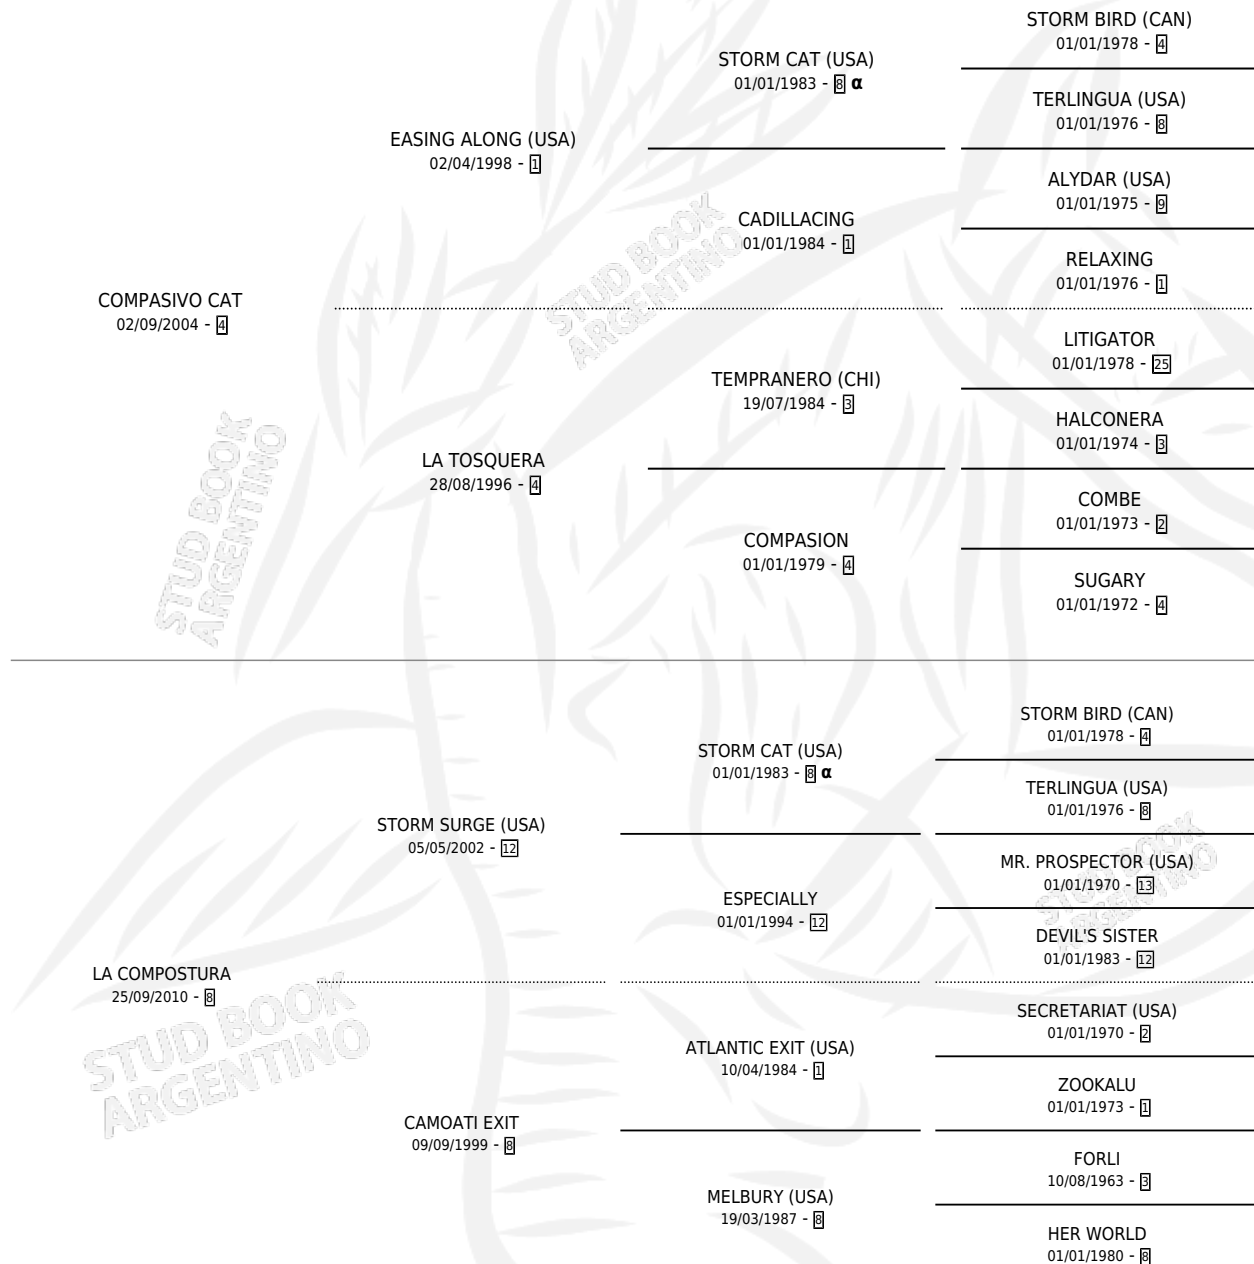 STORM BIRD (CAN)
01/01/1978 - 4
STORM CAT (USA)
01/01/1983 - 8 α
TERLINGUA (USA)
01/01/1976 - 8
EASING ALONG (USA)
02/04/1998 - 1
ALYDAR (USA)
01/01/1975 - 9
CADILLACING
01/01/1984 - 1
RELAXING
01/01/1976 - 1
COMPASIVO CAT
02/09/2004 - 4
LITIGATOR
01/01/1978 - 25
TEMPRANERO (CHI)
19/07/1984 - 3
HALCONERA
01/01/1974 - 3
LA TOSQUERA
28/08/1996 - 4
COMBE
01/01/1973 - 2
COMPASION
01/01/1979 - 4
SUGARY
01/01/1972 - 4
STUD BOOK
ARGENTINO
STUD BOOK
ARGENTINO
STORM BIRD (CAN)
01/01/1978 - 4
STORM CAT (USA)
01/01/1983 - 8 α
TERLINGUA (USA)
01/01/1976 - 8
STORM SURGE (USA)
05/05/2002 - 12
MR. PROSPECTOR (USA)
01/01/1970 - 13
ESPECIALLY
01/01/1994 - 12
DEVIL'S SISTER
01/01/1983 - 12
LA COMPOSTURA
25/09/2010 - 8
SECRETARIAT (USA)
01/01/1970 - 2
ATLANTIC EXIT (USA)
10/04/1984 - 1
ZOOKALU
01/01/1973 - 1
CAMOATI EXIT
09/09/1999 - 8
FORLI
10/08/1963 - 3
MELBURY (USA)
19/03/1987 - 8
HER WORLD
01/01/1980 - 8
STUD BOOK
ARGENTINO
STUD BOOK
ARGENTINO